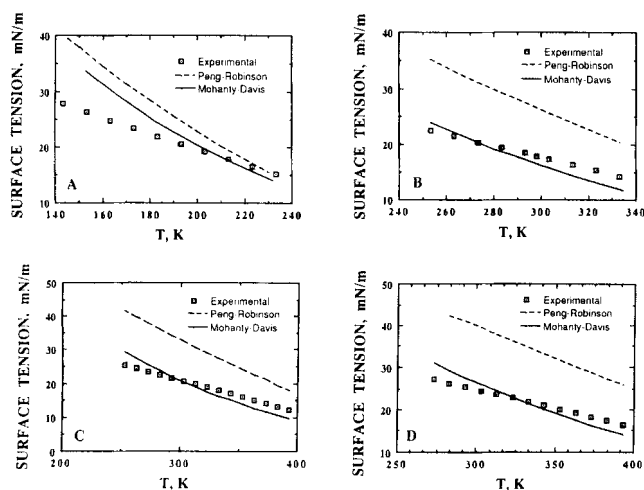 SURFACE TENSION, mN/m
40
30
20
10
Experimental
Peng-Robinson
Mohanty-Davis
A
140 160 180 200 220 240
T, K
SURFACE TENSION, mN/m
40
30
20
10
Experimental
Peng-Robinson
Mohanty-Davis
B
240 260 280 300 320 340
T, K
SURFACE TENSION, mN/m
50
40
30
20
10
0
Experimental
Peng-Robinson
Mohanty-Davis
C
200 300 400
T, K
SURFACE TENSION, mN/m
50
40
30
20
10
Experimental
Peng-Robinson
Mohanty-Davis
D
250 300 350 400
T, K